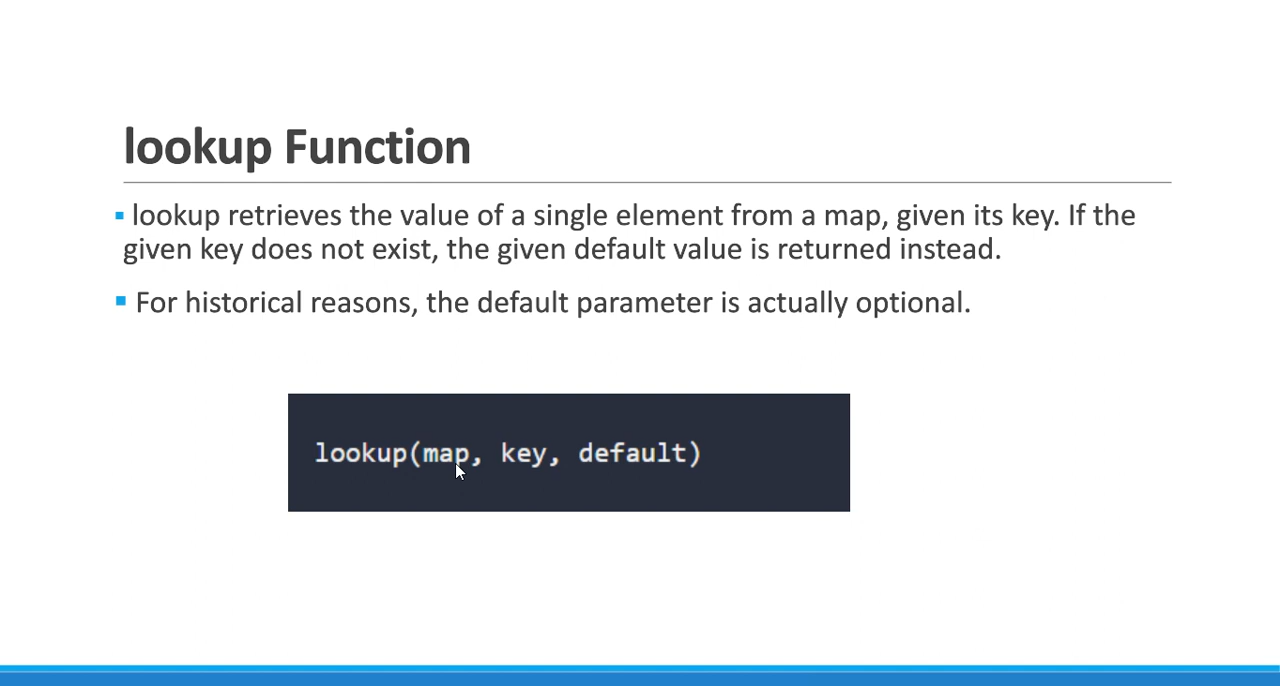 lookup Function
▪ lookup retrieves the value of a single element from a map, given its key. If the
given key does not exist, the given default value is returned instead.
▪ For historical reasons, the default parameter is actually optional.
lookup(map, key, default)